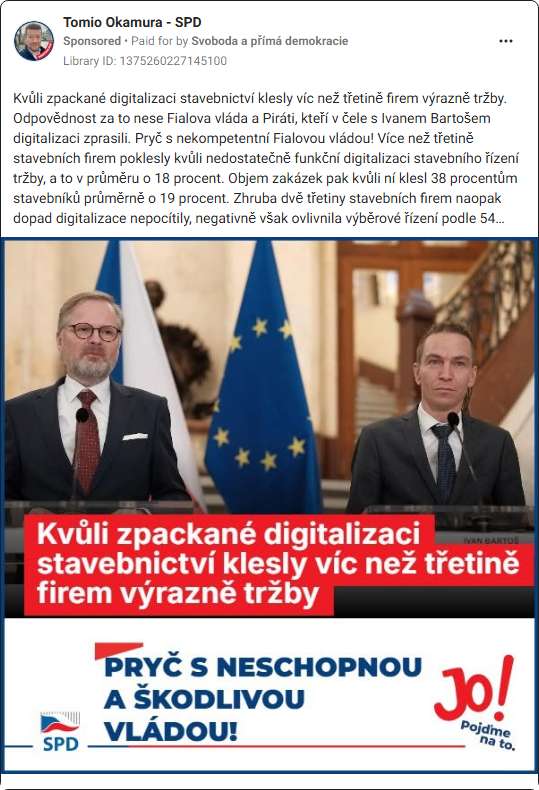 Tomio Okamura - SPD
Sponsored • Paid for by Svoboda a přímá demokracie
Library ID: 1375260227145100
Kvůli zpackané digitalizaci stavebnictví klesly víc než třetině firem výrazně tržby.
Odpovědnost za to nese Fialova vláda a Piráti, kteří v čele s Ivanem Bartošem
digitalizaci zprasili. Pryč s nekompetentní Fialovou vládou! Více než třetině
stavebních firem poklesly kvůli nedostatečně funkční digitalizaci stavebního řízení
tržby, a to v průměru o 18 procent. Objem zakázek pak kvůli ní klesl 38 procentům
stavebníků průměrně o 19 procent. Zhruba dvě třetiny stavebních firem naopak
dopad digitalizace nepocítily, negativně však ovlivnila výběrové řízení podle 54...
IVAN BARTOŠ
Kvůli zpackané digitalizaci
stavebnictví klesly víc než třetině
firem výrazně tržby
PRYČ S NESCHOPNOU
A ŠKODLIVOU
VLÁDOU!
SPD
Jo!
Pojďme
na to.